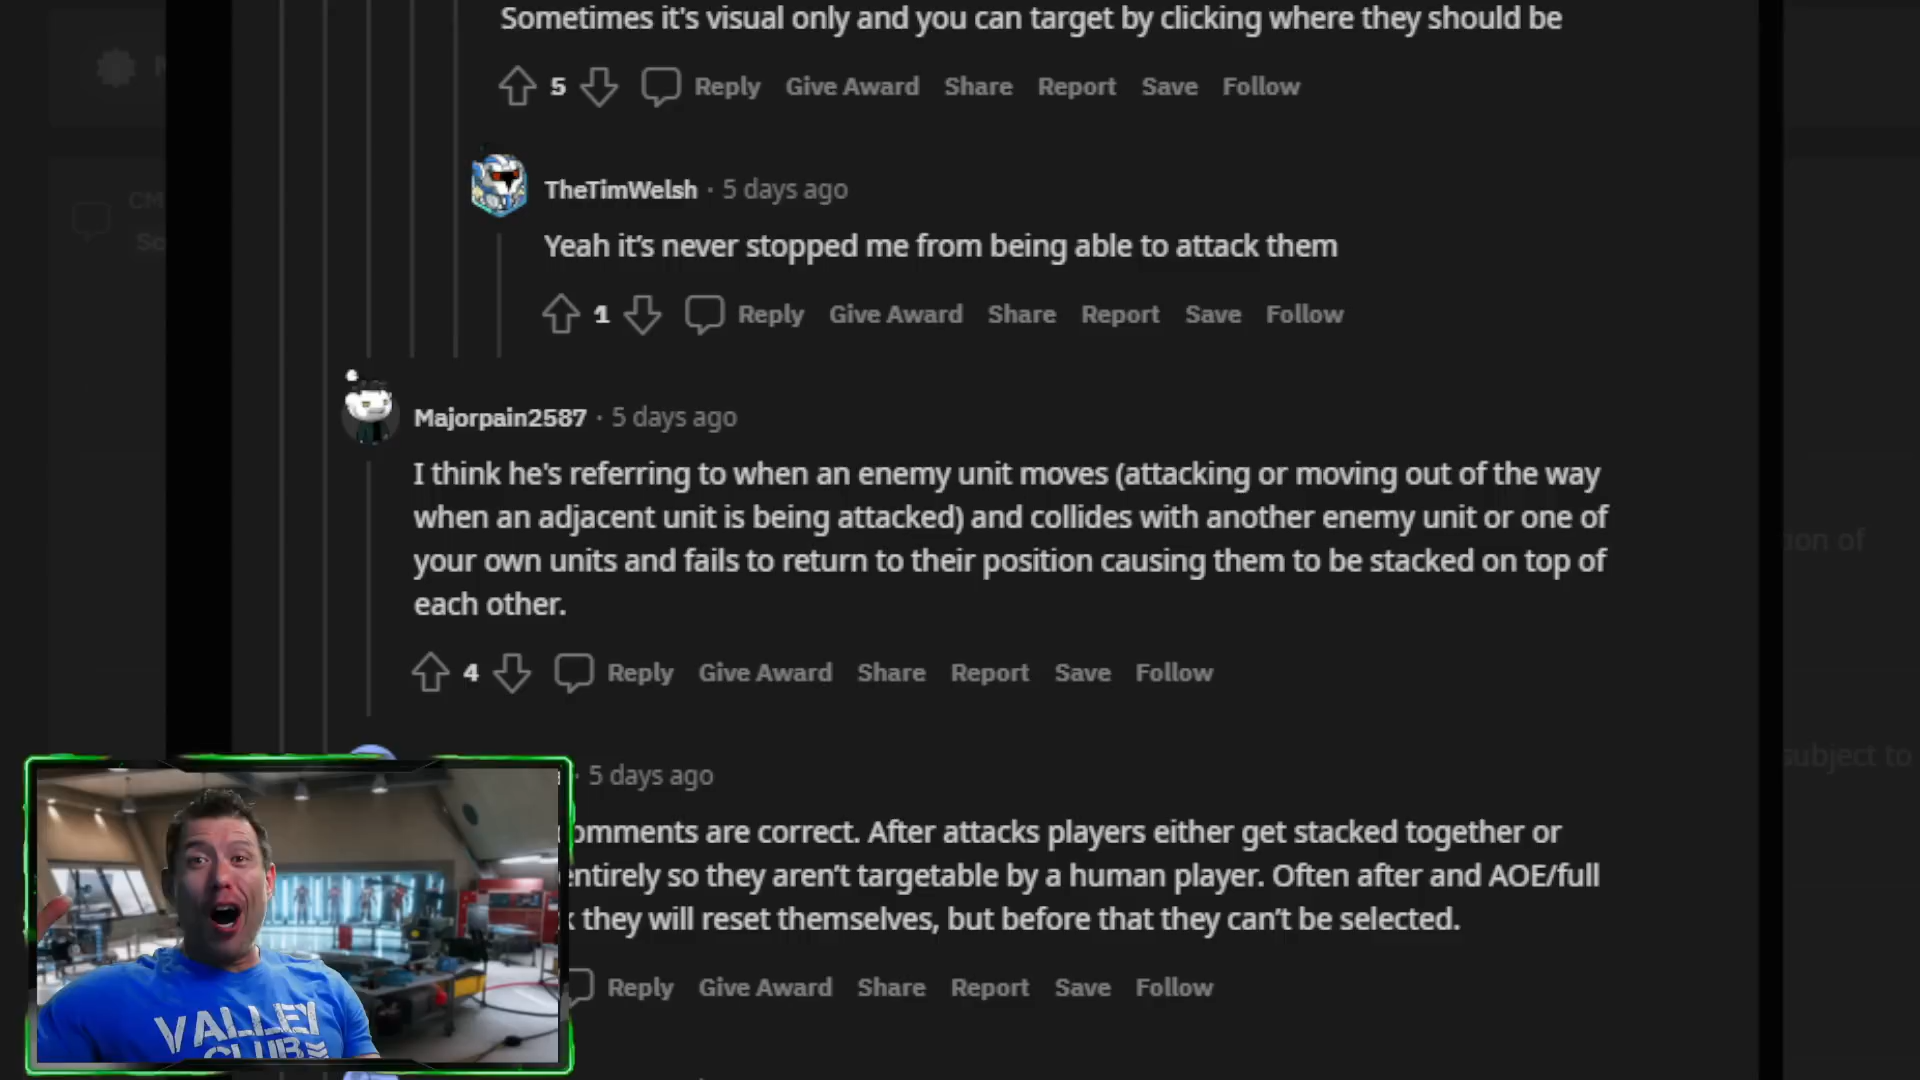 Sometimes it's visual only and you can target by clicking where they should be
5 Reply Give Award Share Report Save Follow
TheTimWelsh · 5 days ago
Yeah it's never stopped me from being able to attack them
1 Reply Give Award Share Report Save Follow
Majorpain2587 · 5 days ago
I think he's referring to when an enemy unit moves (attacking or moving out of the way
when an adjacent unit is being attacked) and collides with another enemy unit or one of
your own units and fails to return to their position causing them to be stacked on top of
each other.
4 Reply Give Award Share Report Save Follow
· 5 days ago
omments are correct. After attacks players either get stacked together or
entirely so they aren't targetable by a human player. Often after and AOE/full
k they will reset themselves, but before that they can't be selected.
Reply Give Award Share Report Save Follow
VALLEY
CLUB
CM
So
ion of
subject to